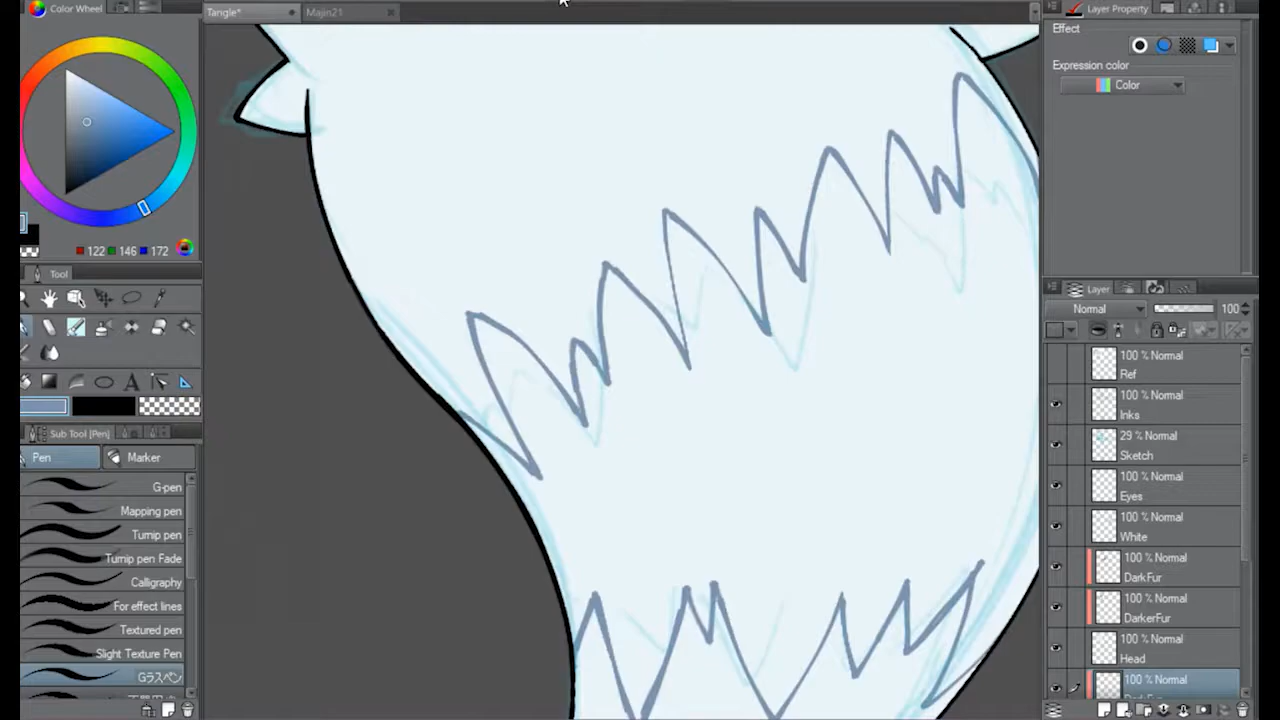 Color Wheel
Tangle*
Majin21
Layer Property
Effect
Expression color
Color
122 146 172
Tool
Layer
Normal
100
100 % Normal
Ref
100 % Normal
Inks
29 % Normal
Sketch
100 % Normal
Eyes
100 % Normal
White
100 % Normal
DarkFur
100 % Normal
DarkerFur
100 % Normal
Head
100 % Normal
Sub Tool [Pen]
Pen
Marker
G-pen
Mapping pen
Turnip pen
Turnip pen Fade
Calligraphy
For effect lines
Textured pen
Slight Texture Pen
Gラスペン